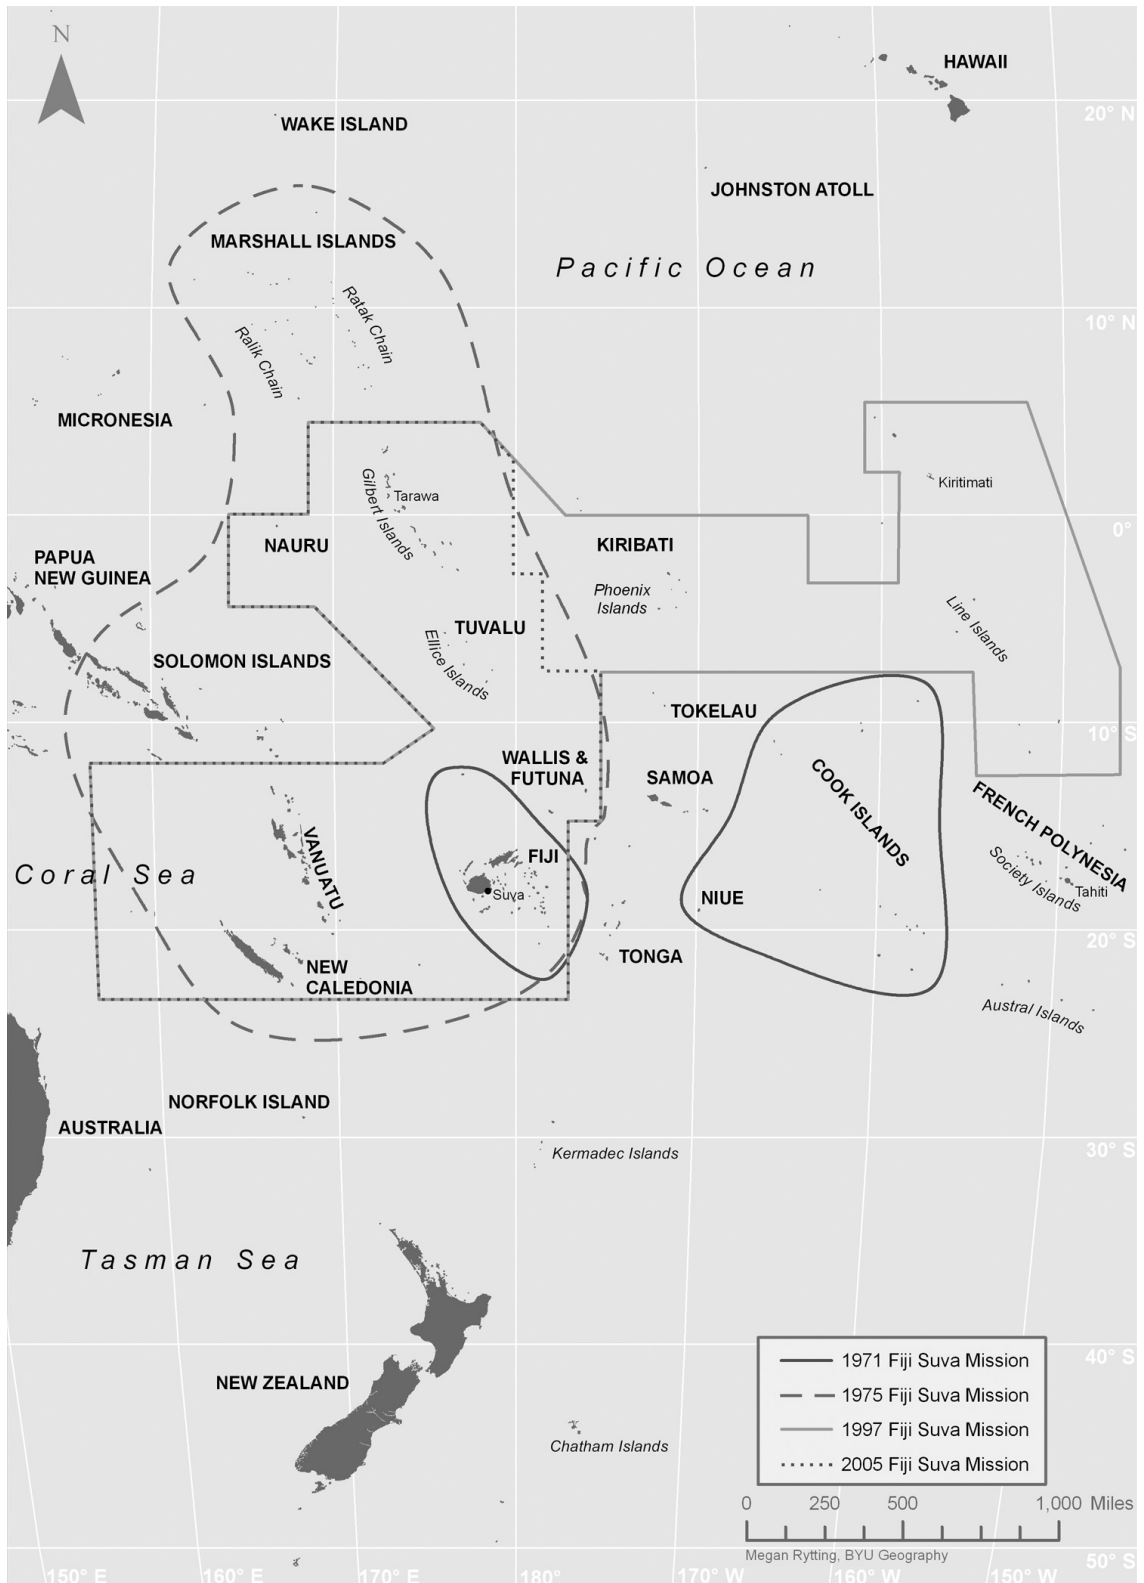 N
HAWAII
20° N
WAKE ISLAND
JOHNSTON ATOLL
MARSHALL ISLANDS
Pacific Ocean
Ratak Chain
10° N
Ralik Chain
MICRONESIA
Kiritimati
Gilbert Islands
Tarawa
0°
NAURU
KIRIBATI
PAPUA
NEW GUINEA
Phoenix
Islands
Line Islands
TUVALU
Ellice Islands
SOLOMON ISLANDS
TOKELAU
10° S
WALLIS &
FUTUNA
SAMOA
COOK ISLANDS
FRENCH POLYNESIA
VANUATU
FIJI
Coral Sea
Society Islands
Suva
Tahiti
NIUE
20° S
TONGA
NEW
CALEDONIA
Austral Islands
NORFOLK ISLAND
AUSTRALIA
Kermadec Islands
30° S
Tasman Sea
40° S
1971 Fiji Suva Mission
NEW ZEALAND
1975 Fiji Suva Mission
1997 Fiji Suva Mission
Chatham Islands
2005 Fiji Suva Mission
0 250 500 1,000 Miles
Megan Rytting, BYU Geography
50° S
150° E 160° E 170° E 180° 170° W 160° W 150° W